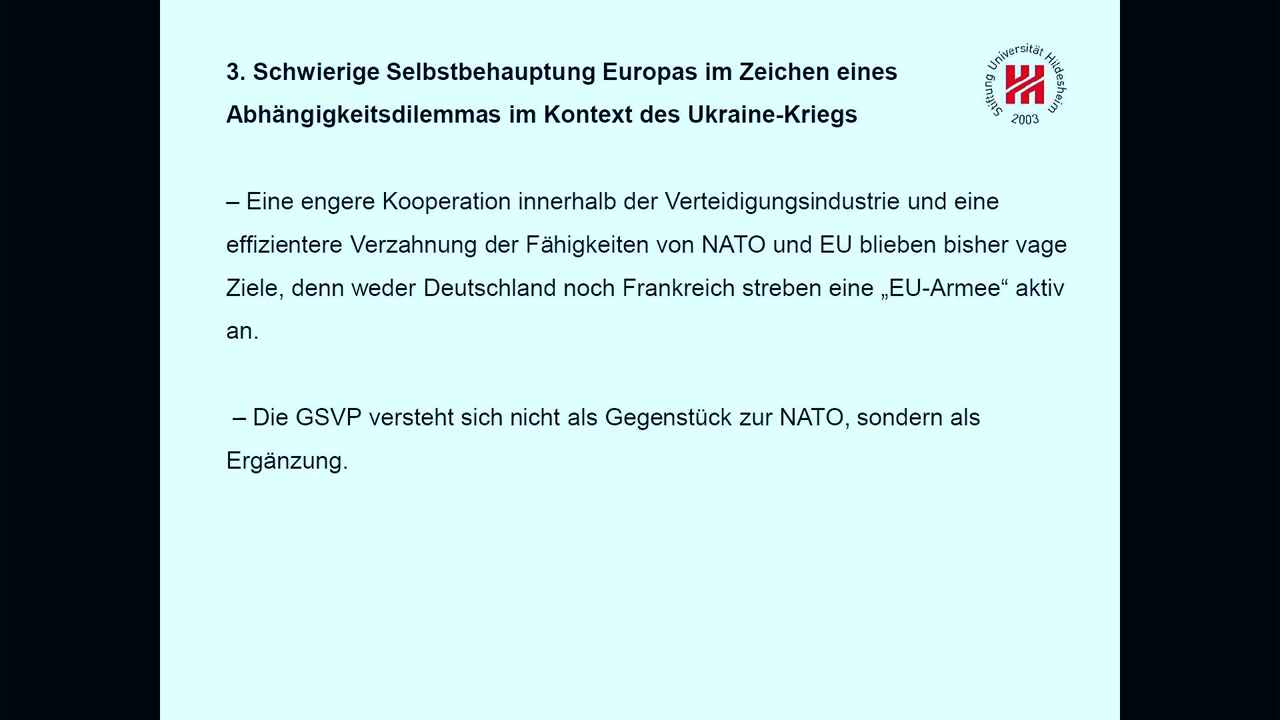 3. Schwierige Selbstbehauptung Europas im Zeichen eines
Abhängigkeitsdilemmas im Kontext des Ukraine-Kriegs
Stiftung Universität Hildesheim
2003
– Eine engere Kooperation innerhalb der Verteidigungsindustrie und eine
effizientere Verzahnung der Fähigkeiten von NATO und EU blieben bisher vage
Ziele, denn weder Deutschland noch Frankreich streben eine „EU-Armee“ aktiv
an.
– Die GSVP versteht sich nicht als Gegenstück zur NATO, sondern als
Ergänzung.